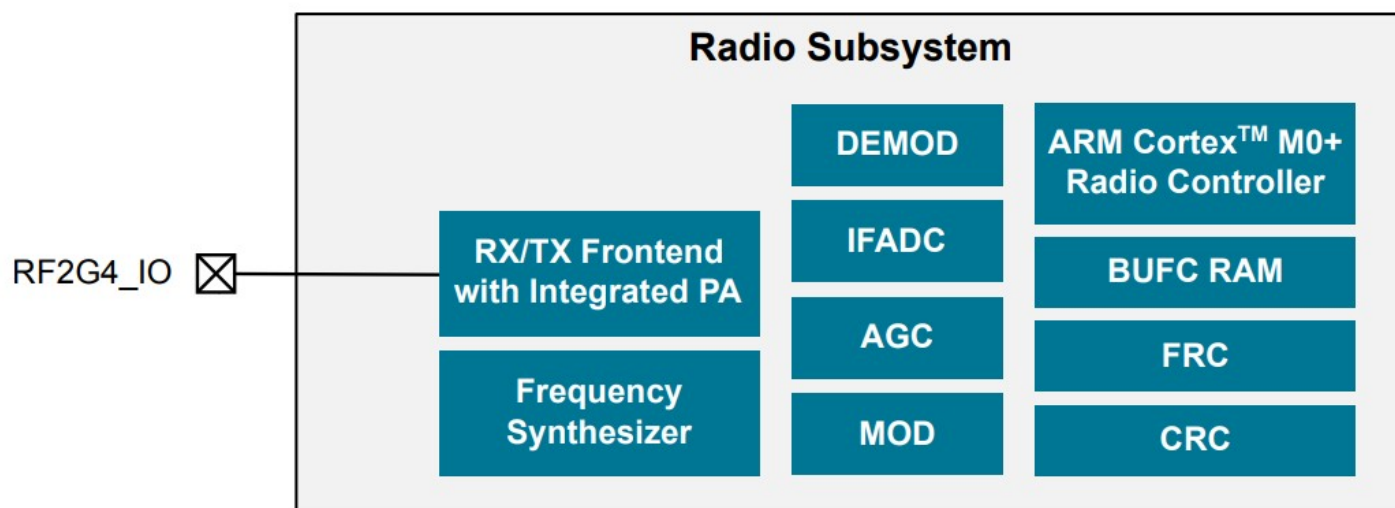 Radio Subsystem
RF2G4_IO
RX/TX Frontend
with Integrated PA
Frequency
Synthesizer
DEMOD
IFADC
AGC
MOD
ARM Cortex™ M0+
Radio Controller
BUFC RAM
FRC
CRC